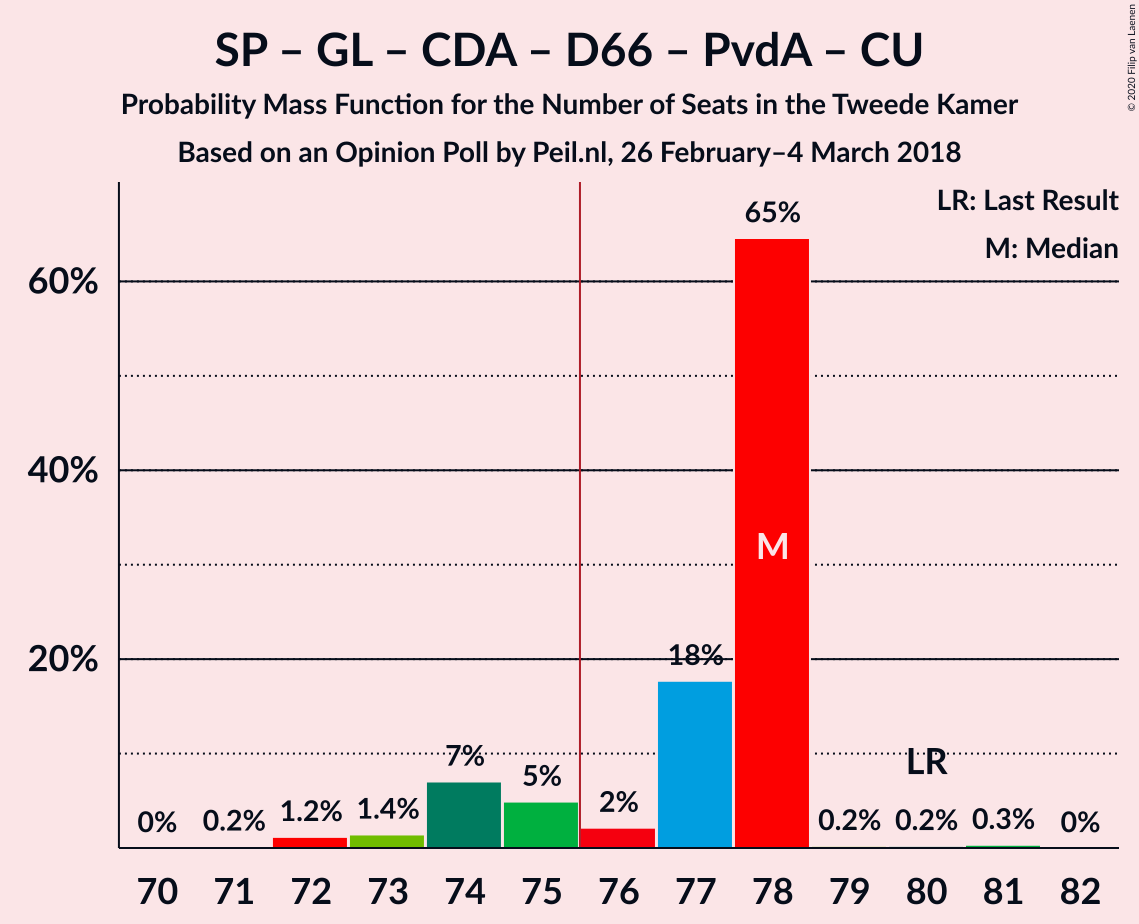 SP – GL – CDA – D66 – PvdA – CU
Probability Mass Function for the Number of Seats in the Tweede Kamer
Based on an Opinion Poll by Peil.nl, 26 February–4 March 2018
© 2020 Filip van Laenen
LR: Last Result
M: Median
65%
60%
M
40%
18%
20%
7%
5%
LR
2%
1.4%
1.2%
0%
0.2%
0.2%
0.2%
0.3%
0%
70 71 72 73 74 75 76 77 78 79 80 81 82